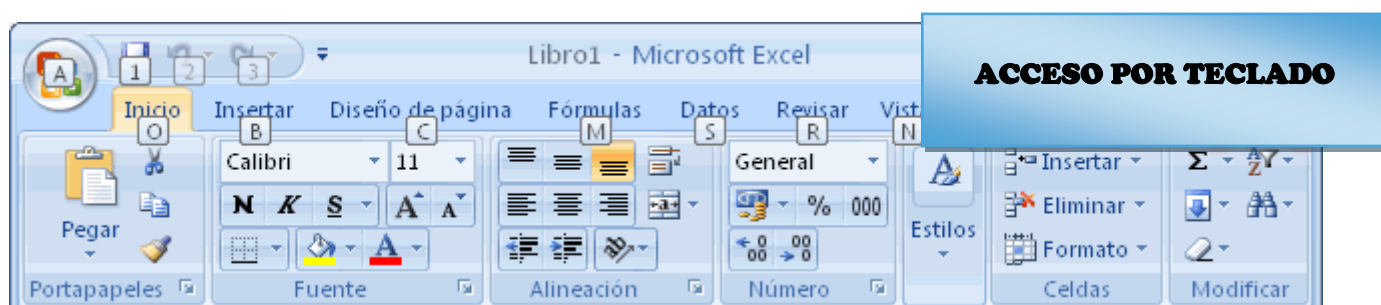 Libro1 - Microsoft Excel
ACCESO POR TECLADO
A 1 2 3
Inicio Insertar Diseño de página Fórmulas Datos Revisar Vist
O B C M S R N
Calibri 11 General Insertar Σ A Z
Pegar N K S A A % 000 Estilos Eliminar
A Formato
Portapapeles Fuente Alineación Número Celdas Modificar